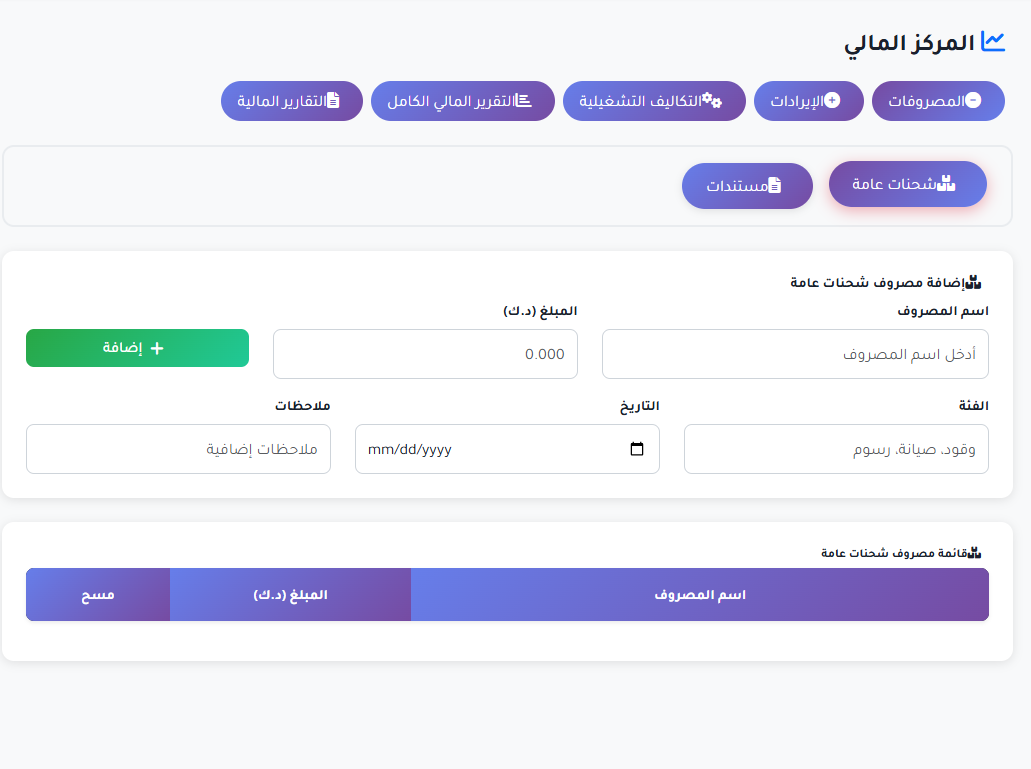 المركز المالي
المصروفات الإيرادات التكاليف التشغيلية التقرير المالي الكامل التقارير المالية
شحنات عامة مستندات
إضافة مصروف شحنات عامة
اسم المصروف المبلغ (د.ك)
أدخل اسم المصروف 0.000 + إضافة
الفئة التاريخ ملاحظات
وقود، صيانة، رسوم mm/dd/yyyy ملاحظات إضافية
قائمة مصروف شحنات عامة
اسم المصروف المبلغ (د.ك) مسح